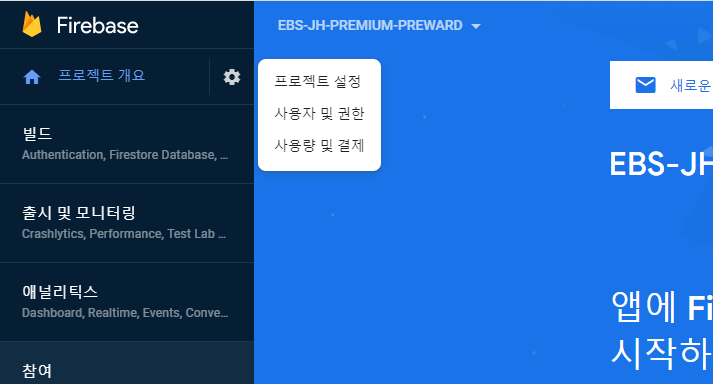 Firebase
EBS-JH-PREMIUM-PREWARD
프로젝트 개요
프로젝트 설정
사용자 및 권한
사용량 및 결제
새로운
빌드
Authentication, Firestore Database, ...
EBS-JH
출시 및 모니터링
Crashlytics, Performance, Test Lab ...
애널리틱스
Dashboard, Realtime, Events, Conve...
앱에 Fi
시작하
참여